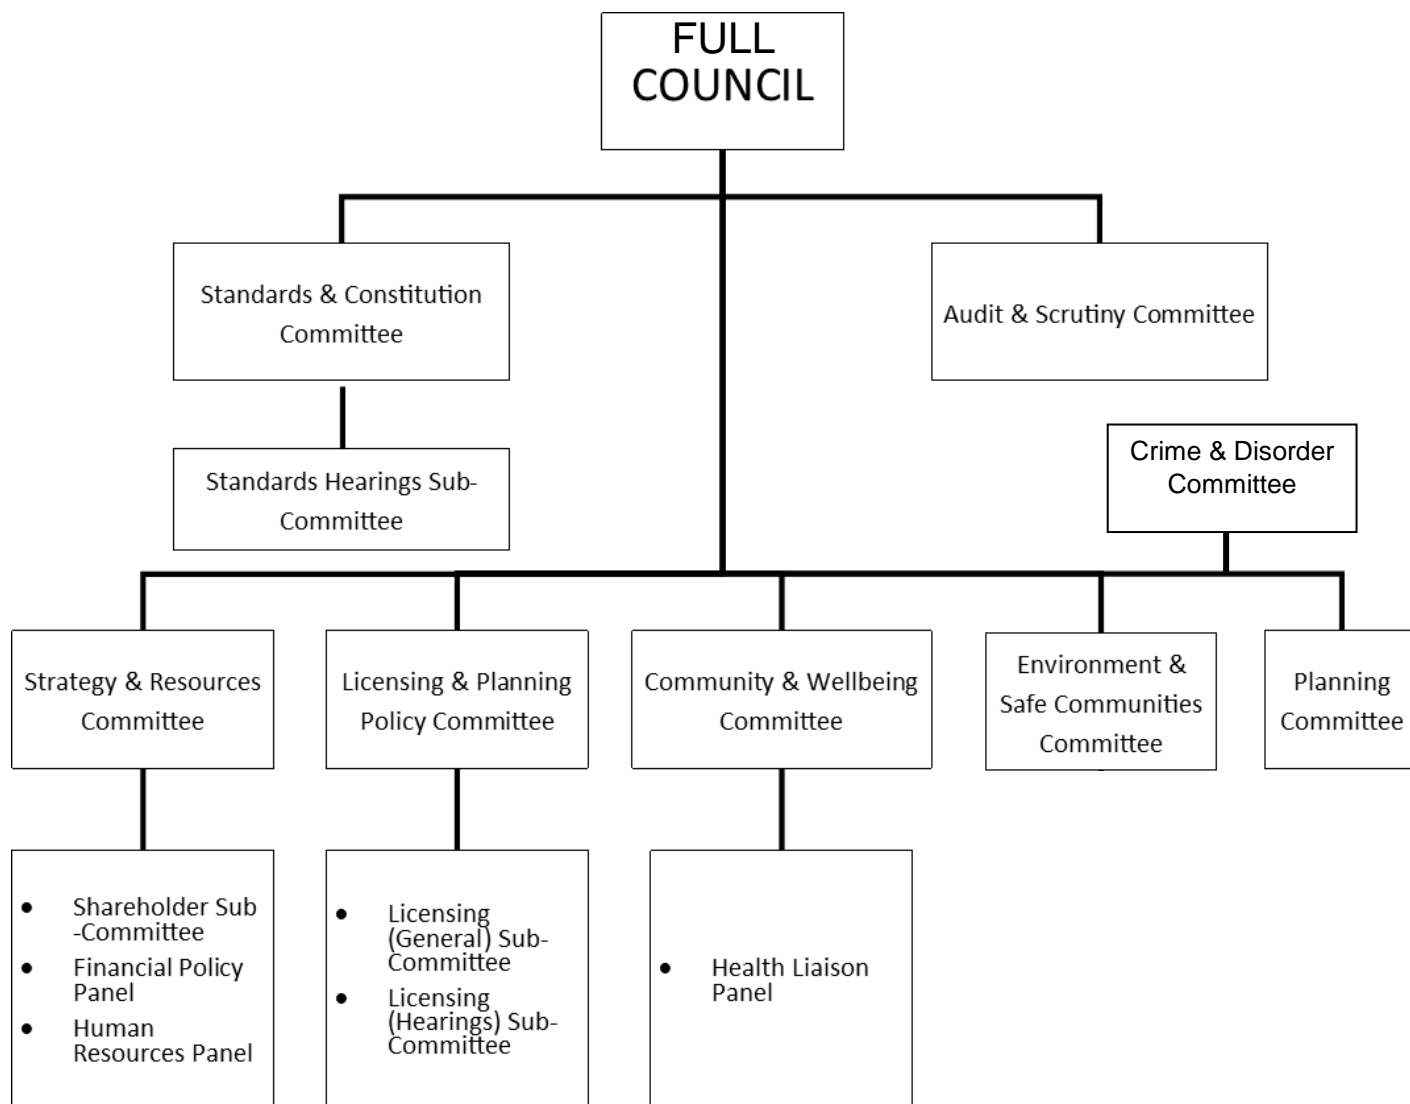 FULL
COUNCIL
Standards & Constitution
Committee
Audit & Scrutiny Committee
Standards Hearings Sub-
Committee
Crime & Disorder
Committee
Strategy & Resources
Committee
Licensing & Planning
Policy Committee
Community & Wellbeing
Committee
Environment &
Safe Communities
Committee
Planning
Committee
• Shareholder Sub
-Committee
• Financial Policy
Panel
• Human
Resources Panel
• Licensing
(General) Sub-
Committee
• Licensing
(Hearings) Sub-
Committee
• Health Liaison
Panel